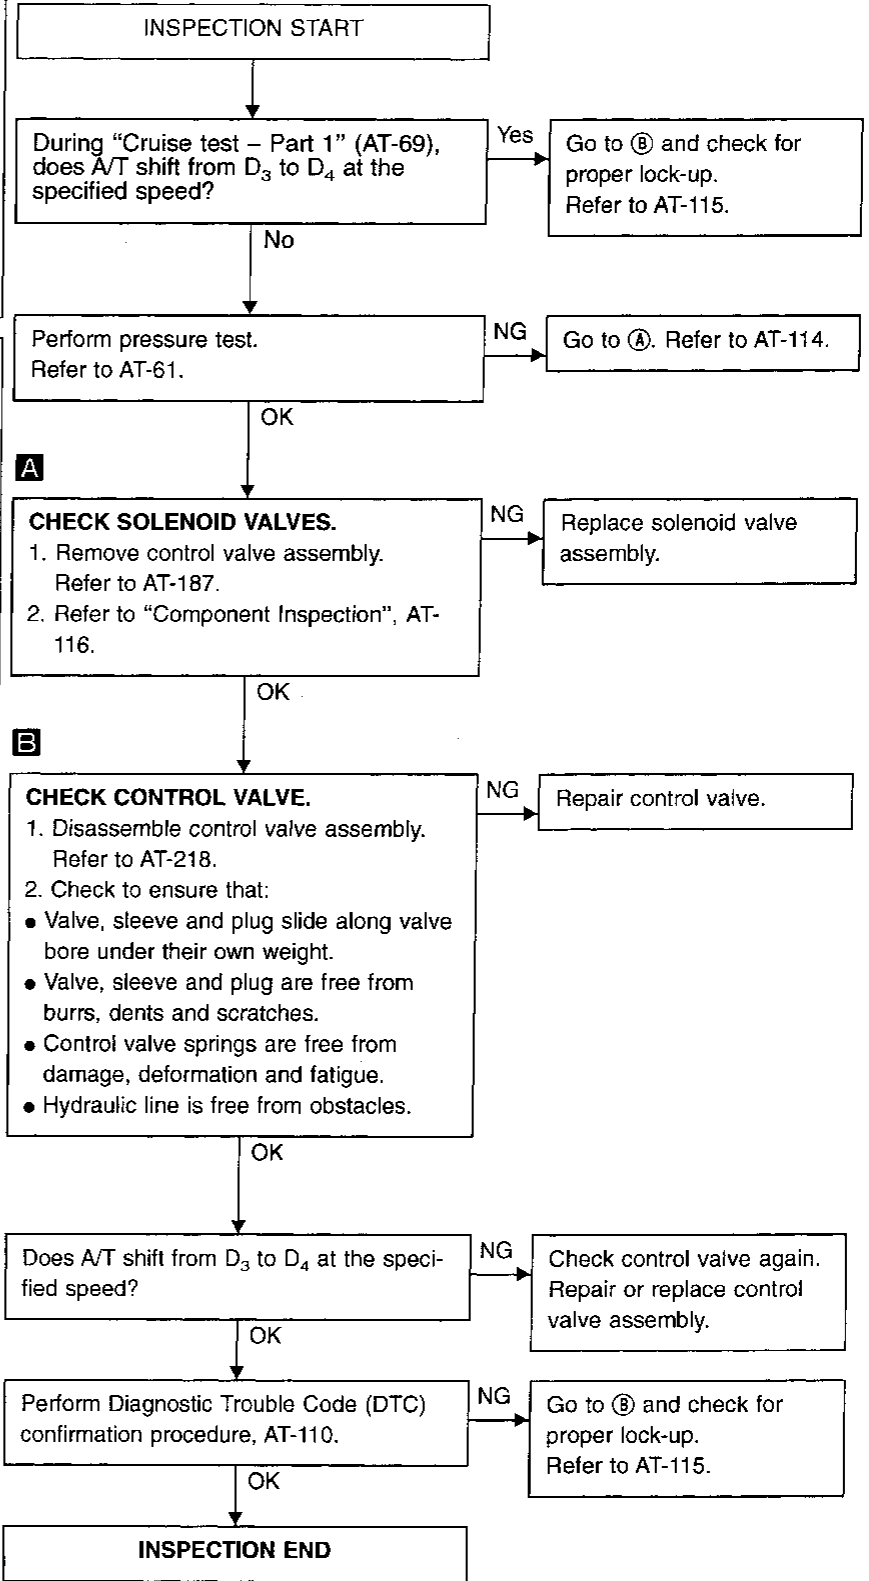 INSPECTION START
During “Cruise test – Part 1” (AT-69),
does A/T shift from D3 to D4 at the
specified speed?
Yes
Go to Ⓑ and check for
proper lock-up.
Refer to AT-115.
No
Perform pressure test.
Refer to AT-61.
NG
Go to Ⓐ. Refer to AT-114.
OK
A
CHECK SOLENOID VALVES.
1. Remove control valve assembly.
Refer to AT-187.
2. Refer to “Component Inspection”, AT-
116.
NG
Replace solenoid valve
assembly.
OK
B
CHECK CONTROL VALVE.
1. Disassemble control valve assembly.
Refer to AT-218.
2. Check to ensure that:
● Valve, sleeve and plug slide along valve
bore under their own weight.
● Valve, sleeve and plug are free from
burrs, dents and scratches.
● Control valve springs are free from
damage, deformation and fatigue.
● Hydraulic line is free from obstacles.
NG
Repair control valve.
OK
Does A/T shift from D3 to D4 at the speci-
fied speed?
NG
Check control valve again.
Repair or replace control
valve assembly.
OK
Perform Diagnostic Trouble Code (DTC)
confirmation procedure, AT-110.
NG
Go to Ⓑ and check for
proper lock-up.
Refer to AT-115.
OK
INSPECTION END